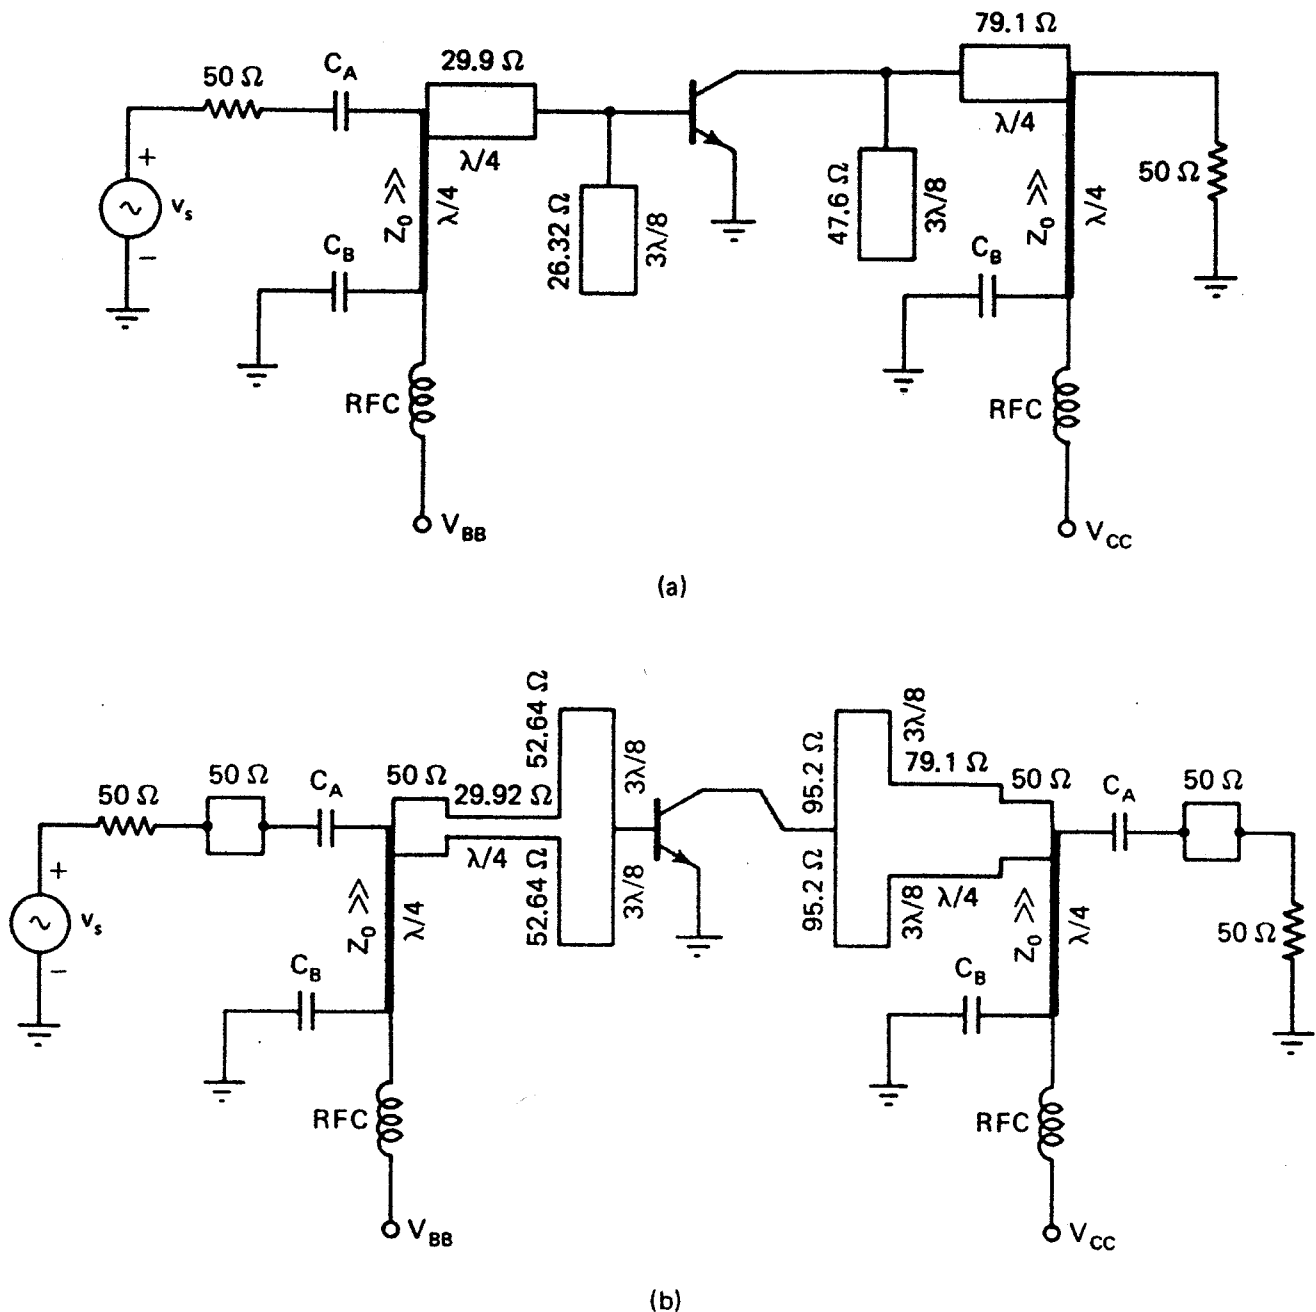 79.1 Ω
29.9 Ω
C_A
50 Ω
λ/4
λ/4
+
v_s
−
Z_0 ≫
λ/4
26.32 Ω
3λ/8
47.6 Ω
3λ/8
Z_0 ≫
λ/4
50 Ω
C_B
C_B
RFC
RFC
V_BB
V_CC
(a)
52.64 Ω
3λ/8
3λ/8
95.2 Ω
79.1 Ω
50 Ω
C_A
50 Ω
50 Ω
50 Ω
C_A
50 Ω
29.92 Ω
λ/4
52.64 Ω
3λ/8
95.2 Ω
3λ/8
λ/4
+
v_s
−
Z_0 ≫
λ/4
Z_0 ≫
λ/4
50 Ω
C_B
C_B
RFC
RFC
V_BB
V_CC
(b)